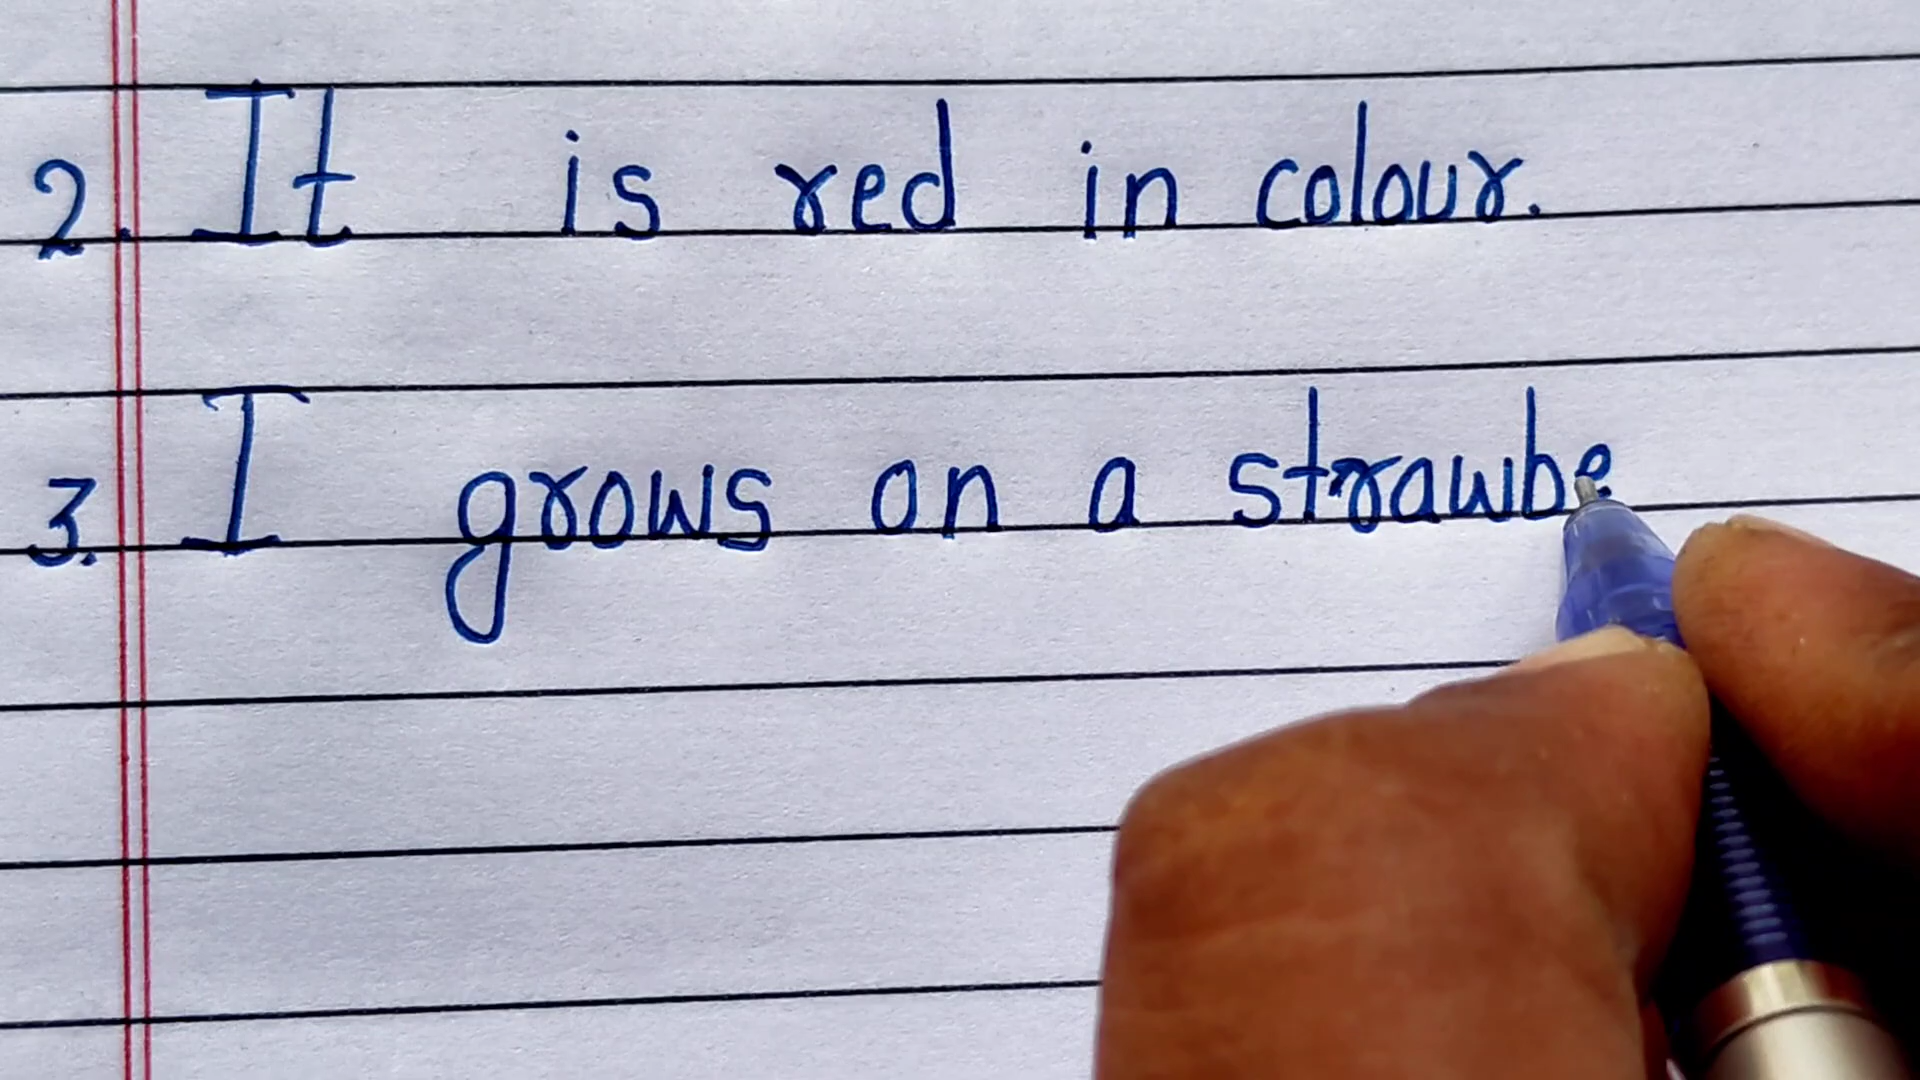 2. It is red in colour.
3. I grows on a strawbe